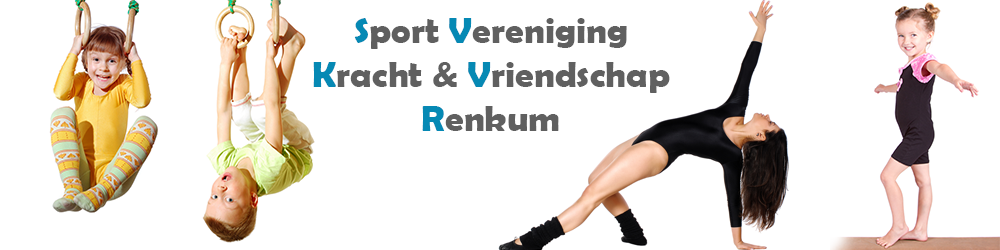 Sport Vereniging
Kracht & Vriendschap
Renkum